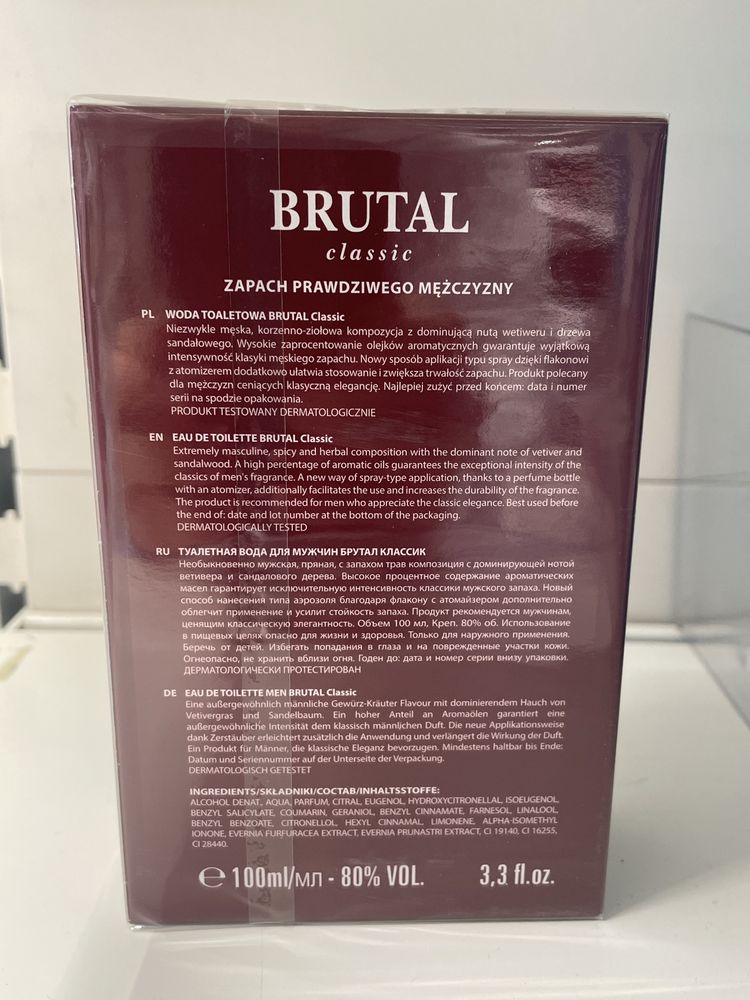 BRUTAL
classic
ZAPACH PRAWDZIWEGO MĘŻCZYZNY
PL WODA TOALETOWA BRUTAL Classic
Niezwykle męska, korzenno-ziołowa kompozycja z dominującą nutą wetiweru i drzewa
sandałowego. Wysokie zaprocentowanie olejków aromatycznych gwarantuje wyjątkową
intensywność klasyki męskiego zapachu. Nowy sposób aplikacji typu spray dzięki flakonowi
z atomizerem dodatkowo ułatwia stosowanie i zwiększa trwałość zapachu. Produkt polecany
dla mężczyzn ceniących klasyczną elegancję. Najlepiej zużyć przed końcem: data i numer
serii na spodzie opakowania.
PRODUKT TESTOWANY DERMATOLOGICZNIE
EN EAU DE TOILETTE BRUTAL Classic
Extremely masculine, spicy and herbal composition with the dominant note of vetiver and
sandalwood. A high percentage of aromatic oils guarantees the exceptional intensity of the
classics of men's fragrance. A new way of spray-type application, thanks to a perfume bottle
with an atomizer, additionally facilitates the use and increases the durability of the fragrance.
The product is recommended for men who appreciate the classic elegance. Best used before
the end of: date and lot number at the bottom of the packaging.
DERMATOLOGICALLY TESTED
RU ТУАЛЕТНАЯ ВОДА ДЛЯ МУЖЧИН БРУТАЛ КЛАССИК
Необыкновенно мужская, пряная, с запахом трав композиция с доминирующей нотой
ветивера и сандалового дерева. Высокое процентное содержание ароматических
масел гарантирует исключительную интенсивность классики мужского запаха. Новый
способ нанесения типа аэрозоля благодаря флакону с атомайзером дополнительно
облегчит применение и усилит стойкость запаха. Продукт рекомендуется мужчинам,
ценящим классическую элегантность. Объем 100 мл, Креп. 80% об. Использование
в пищевых целях опасно для жизни и здоровья. Только для наружного применения.
Беречь от детей. Избегать попадания в глаза и на поврежденные участки кожи.
Огнеопасно, не хранить вблизи огня. Годен до: дата и номер серии внизу упаковки.
ДЕРМАТОЛОГИЧЕСКИ ПРОТЕСТИРОВАН
DE EAU DE TOILETTE MEN BRUTAL Classic
Eine außergewöhnlich männliche Gewürz-Kräuter Flavour mit dominierendem Hauch von
Vetivergras und Sandelbaum. Ein hoher Anteil an Aromaölen garantiert eine
außergewöhnliche Intensität dem klassisch männlichen Duft. Die neue Applikationsweise
dank Zerstäuber erleichtert zusätzlich die Anwendung und verlängert die Wirkung der Duft.
Ein Produkt für Männer, die klassische Eleganz bevorzugen. Mindestens haltbar bis Ende:
Datum und Seriennummer auf der Unterseite der Verpackung.
DERMATOLOGISCH GETESTET
INGREDIENTS/SKŁADNIKI/СОСТАВ/INHALTSSTOFFE:
ALCOHOL DENAT., AQUA, PARFUM, CITRAL, EUGENOL, HYDROXYCITRONELLAL, ISOEUGENOL,
BENZYL SALICYLATE, COUMARIN, GERANIOL, BENZYL CINNAMATE, FARNESOL, LINALOOL,
BENZYL BENZOATE, CITRONELLOL, HEXYL CINNAMAL, LIMONENE, ALPHA-ISOMETHYL
IONONE, EVERNIA FURFURACEA EXTRACT, EVERNIA PRUNASTRI EXTRACT, CI 19140, CI 16255,
CI 28440.
℮ 100ml/мл - 80% VOL. 3,3 fl.oz.